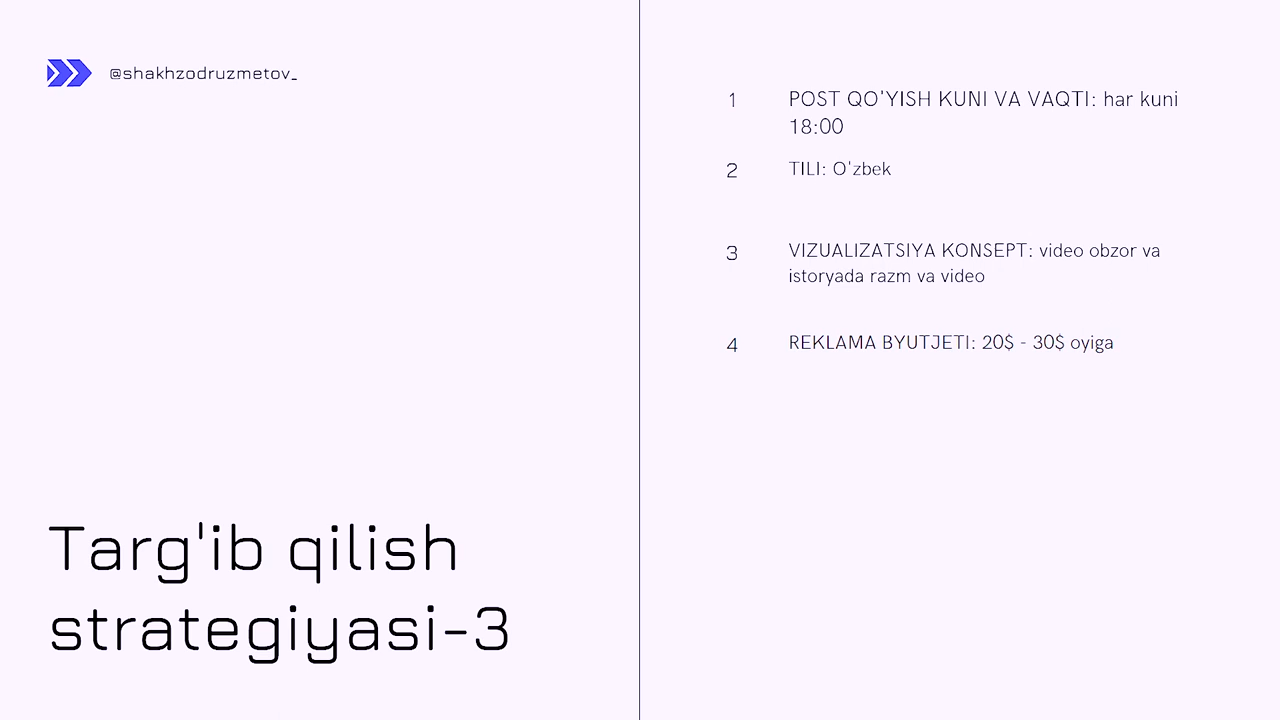 @shakhzodruzmetov_
Targ'ib qilish
strategiyasi-3
1 POST QO'YISH KUNI VA VAQTI: har kuni
18:00
2 TILI: O'zbek
3 VIZUALIZATSIYA KONSEPT: video obzor va
istoryada razm va video
4 REKLAMA BYUTJETI: 20$ - 30$ oyiga